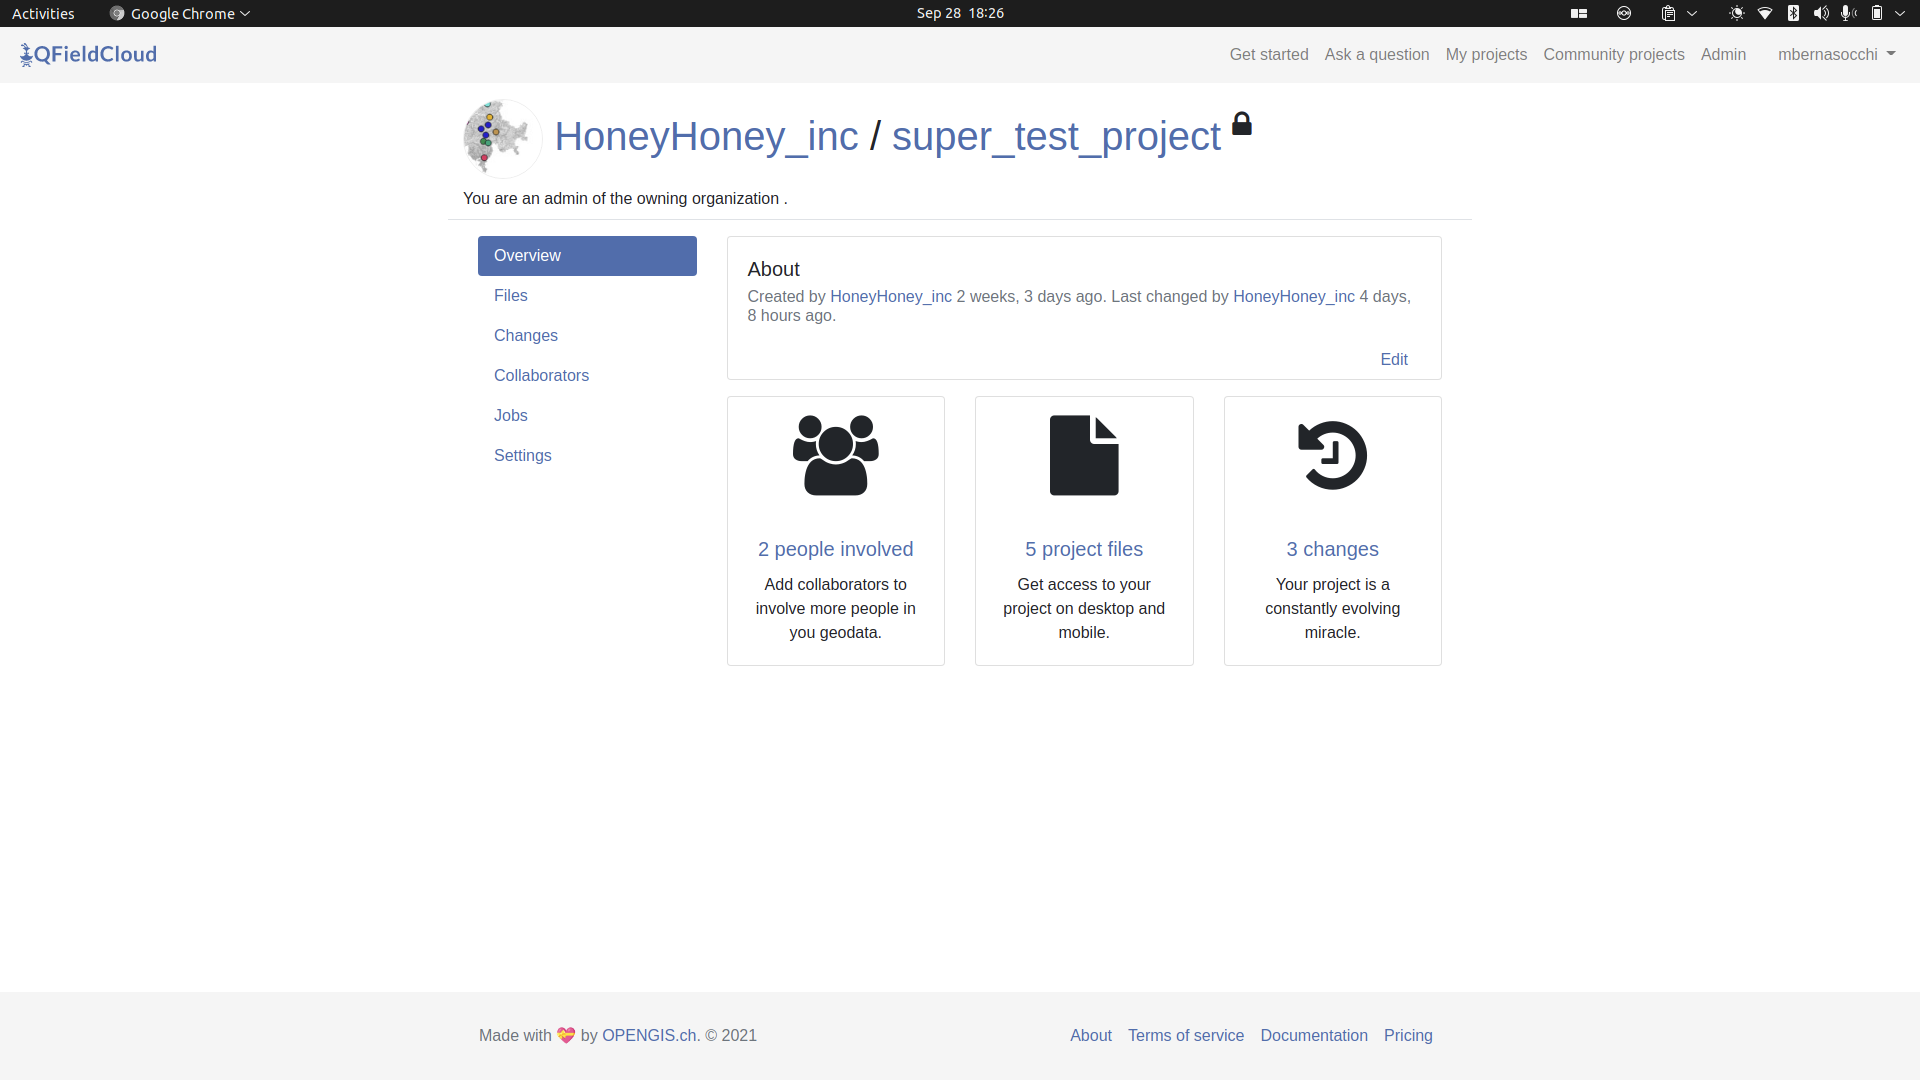 Activities Google Chrome Sep 28 18:26
QFieldCloud Get started Ask a question My projects Community projects Admin mbernasocchi
HoneyHoney_inc / super_test_project
You are an admin of the owning organization .
Overview
Files
Changes
Collaborators
Jobs
Settings
About
Created by HoneyHoney_inc 2 weeks, 3 days ago. Last changed by HoneyHoney_inc 4 days,
8 hours ago.
Edit
2 people involved
Add collaborators to
involve more people in
you geodata.
5 project files
Get access to your
project on desktop and
mobile.
3 changes
Your project is a
constantly evolving
miracle.
Made with 💝 by OPENGIS.ch. © 2021
About Terms of service Documentation Pricing